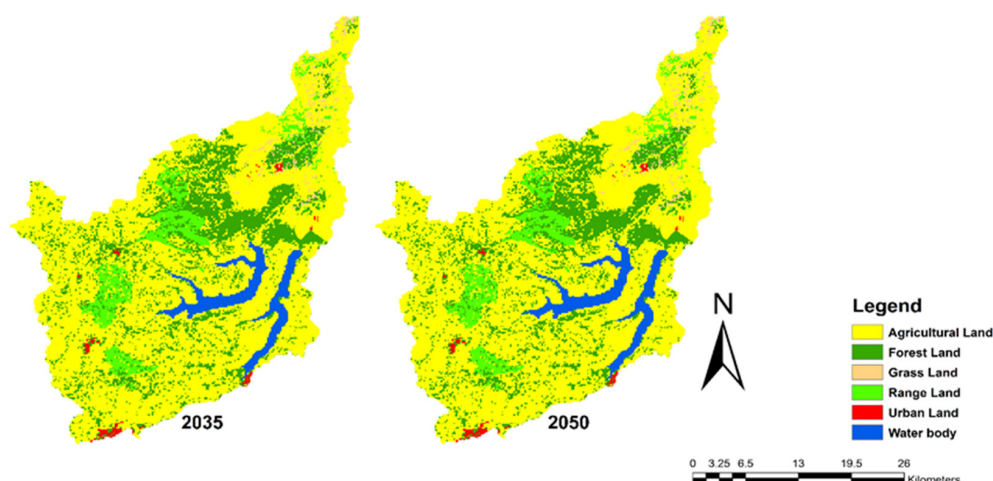 2035
2050
N
Legend
Agricultural Land
Forest Land
Grass Land
Range Land
Urban Land
Water body
0 3.25 6.5 13 19.5 26
Kilometers